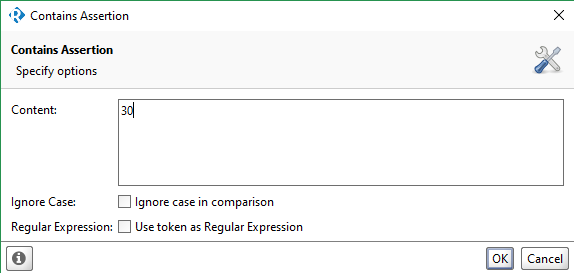 Contains Assertion
Contains Assertion
Specify options
Content:
30
Ignore Case:
Ignore case in comparison
Regular Expression:
Use token as Regular Expression
OK
Cancel